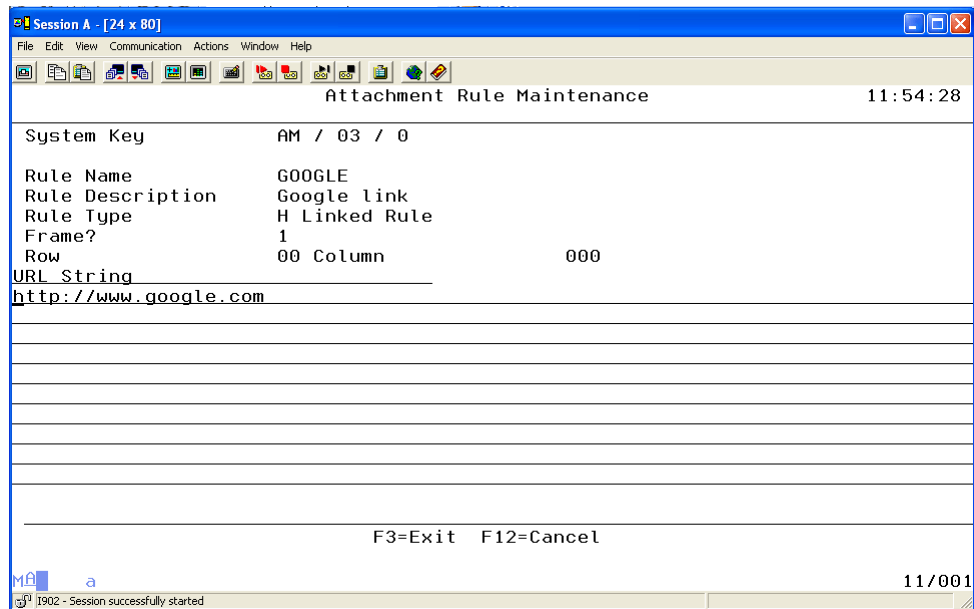 Session A - [24 x 80]
File Edit View Communication Actions Window Help
Attachment Rule Maintenance 11:54:28
System Key AM / 03 / 0
Rule Name GOOGLE
Rule Description Google link
Rule Type H Linked Rule
Frame? 1
Row 00 Column 000
URL String
http://www.google.com
F3=Exit F12=Cancel
MA a 11/001
I902 - Session successfully started